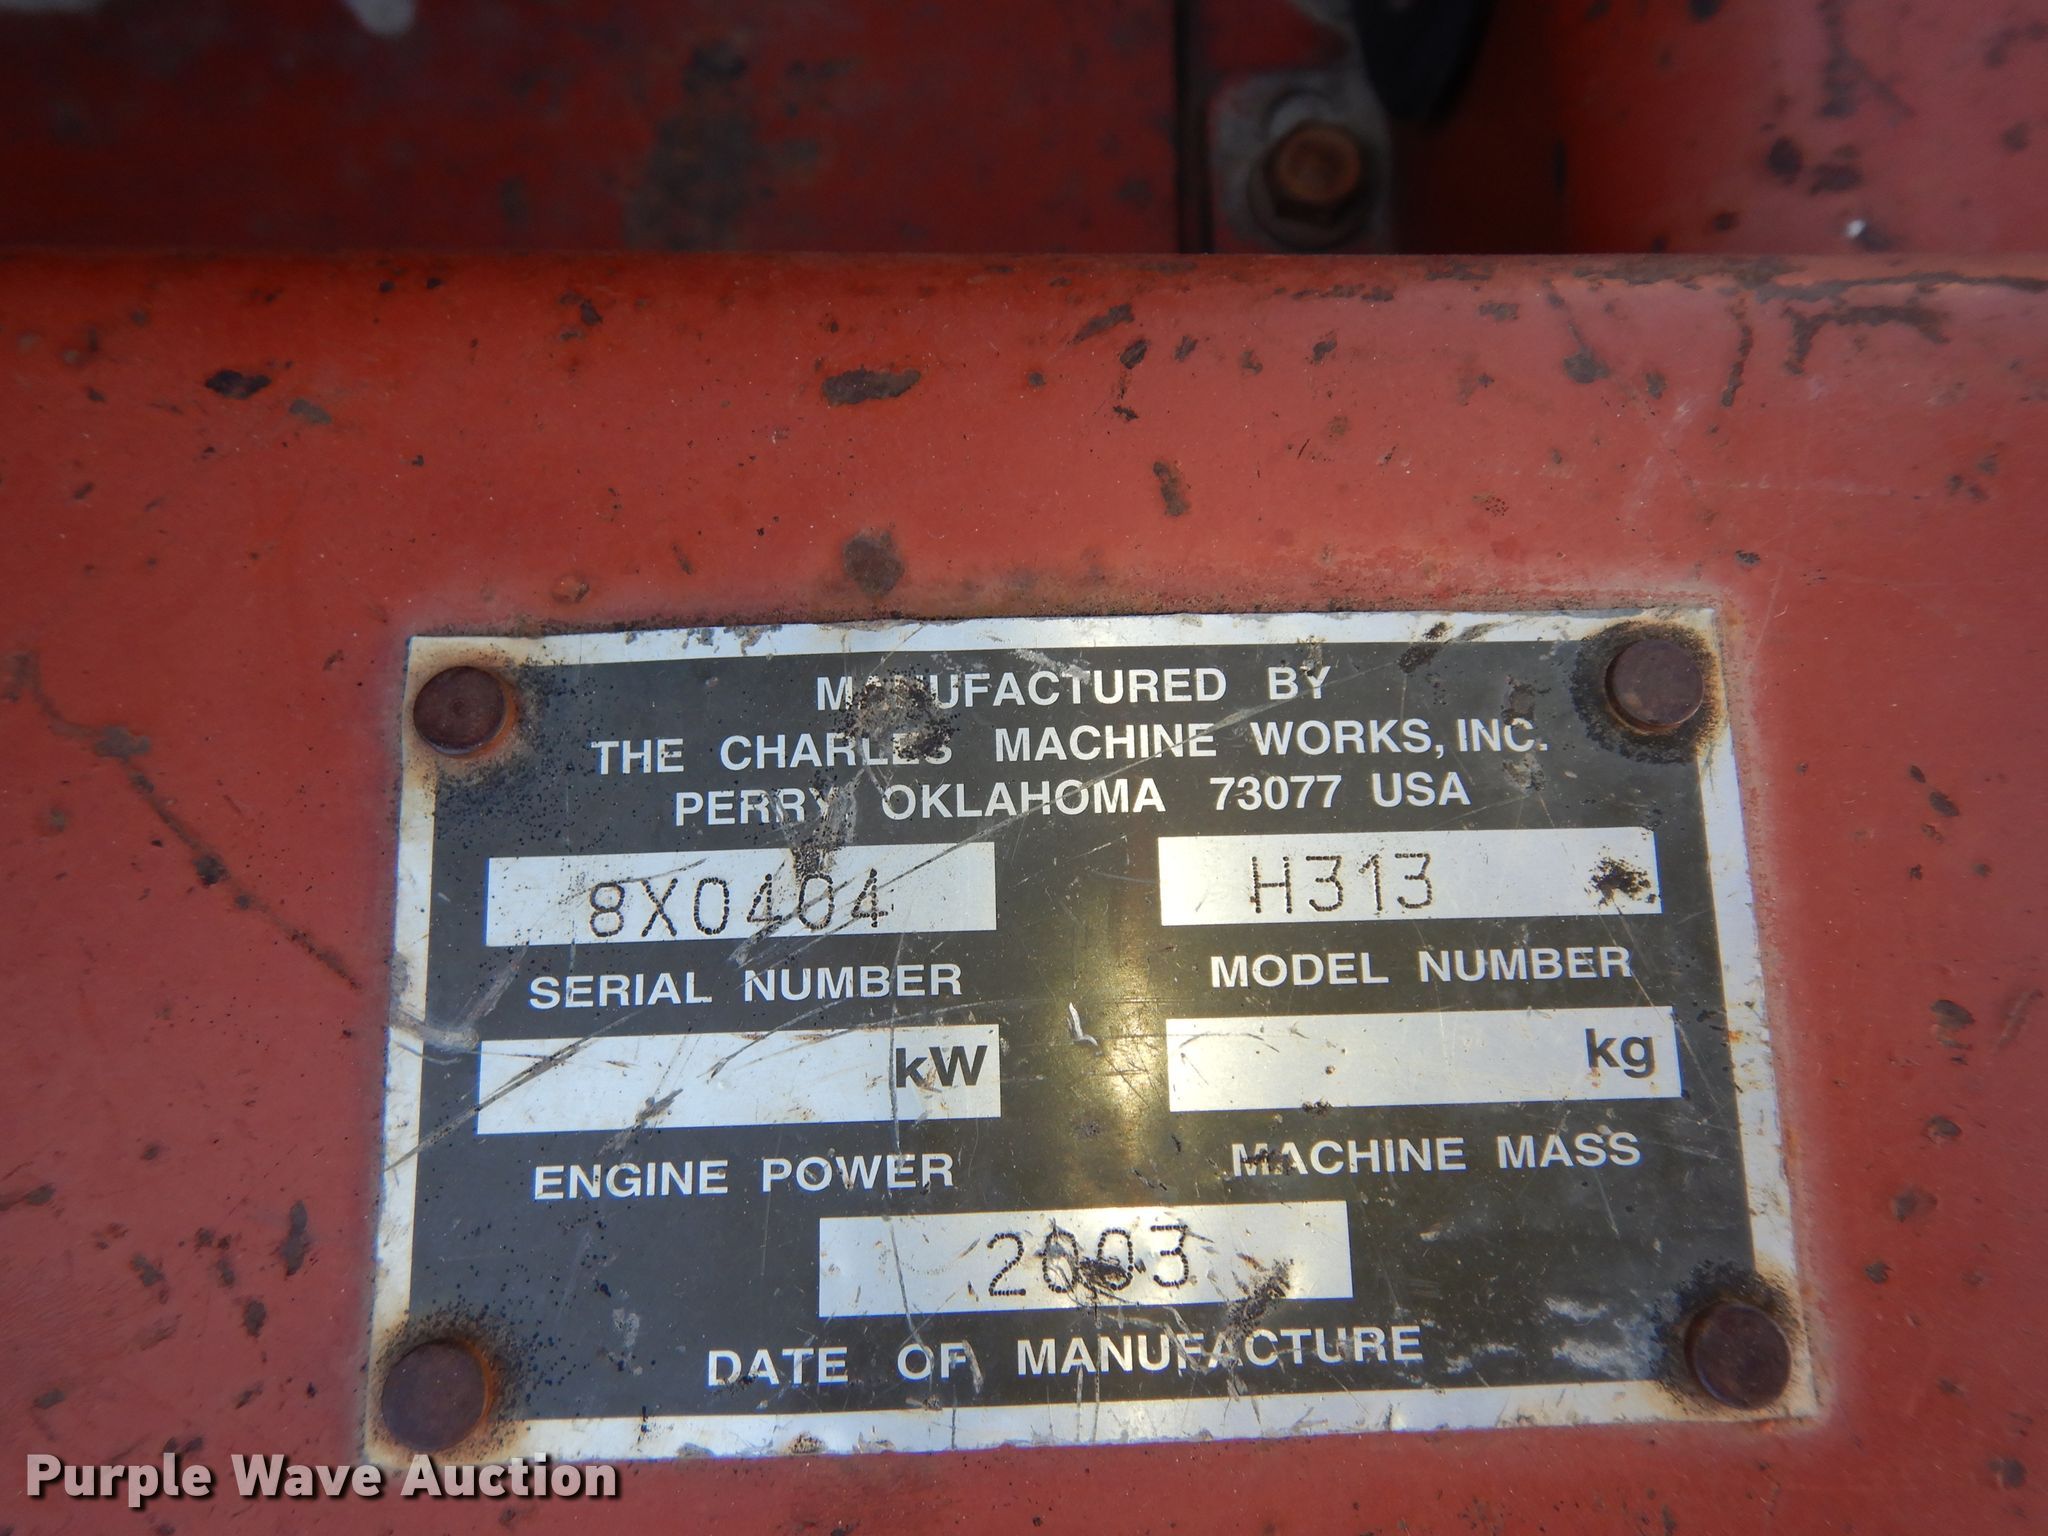 MANUFACTURED BY
THE CHARLES MACHINE WORKS, INC.
PERRY, OKLAHOMA 73077 USA
8X0404 H313
SERIAL NUMBER MODEL NUMBER
kW kg
ENGINE POWER MACHINE MASS
2003
DATE OF MANUFACTURE
Purple Wave Auction